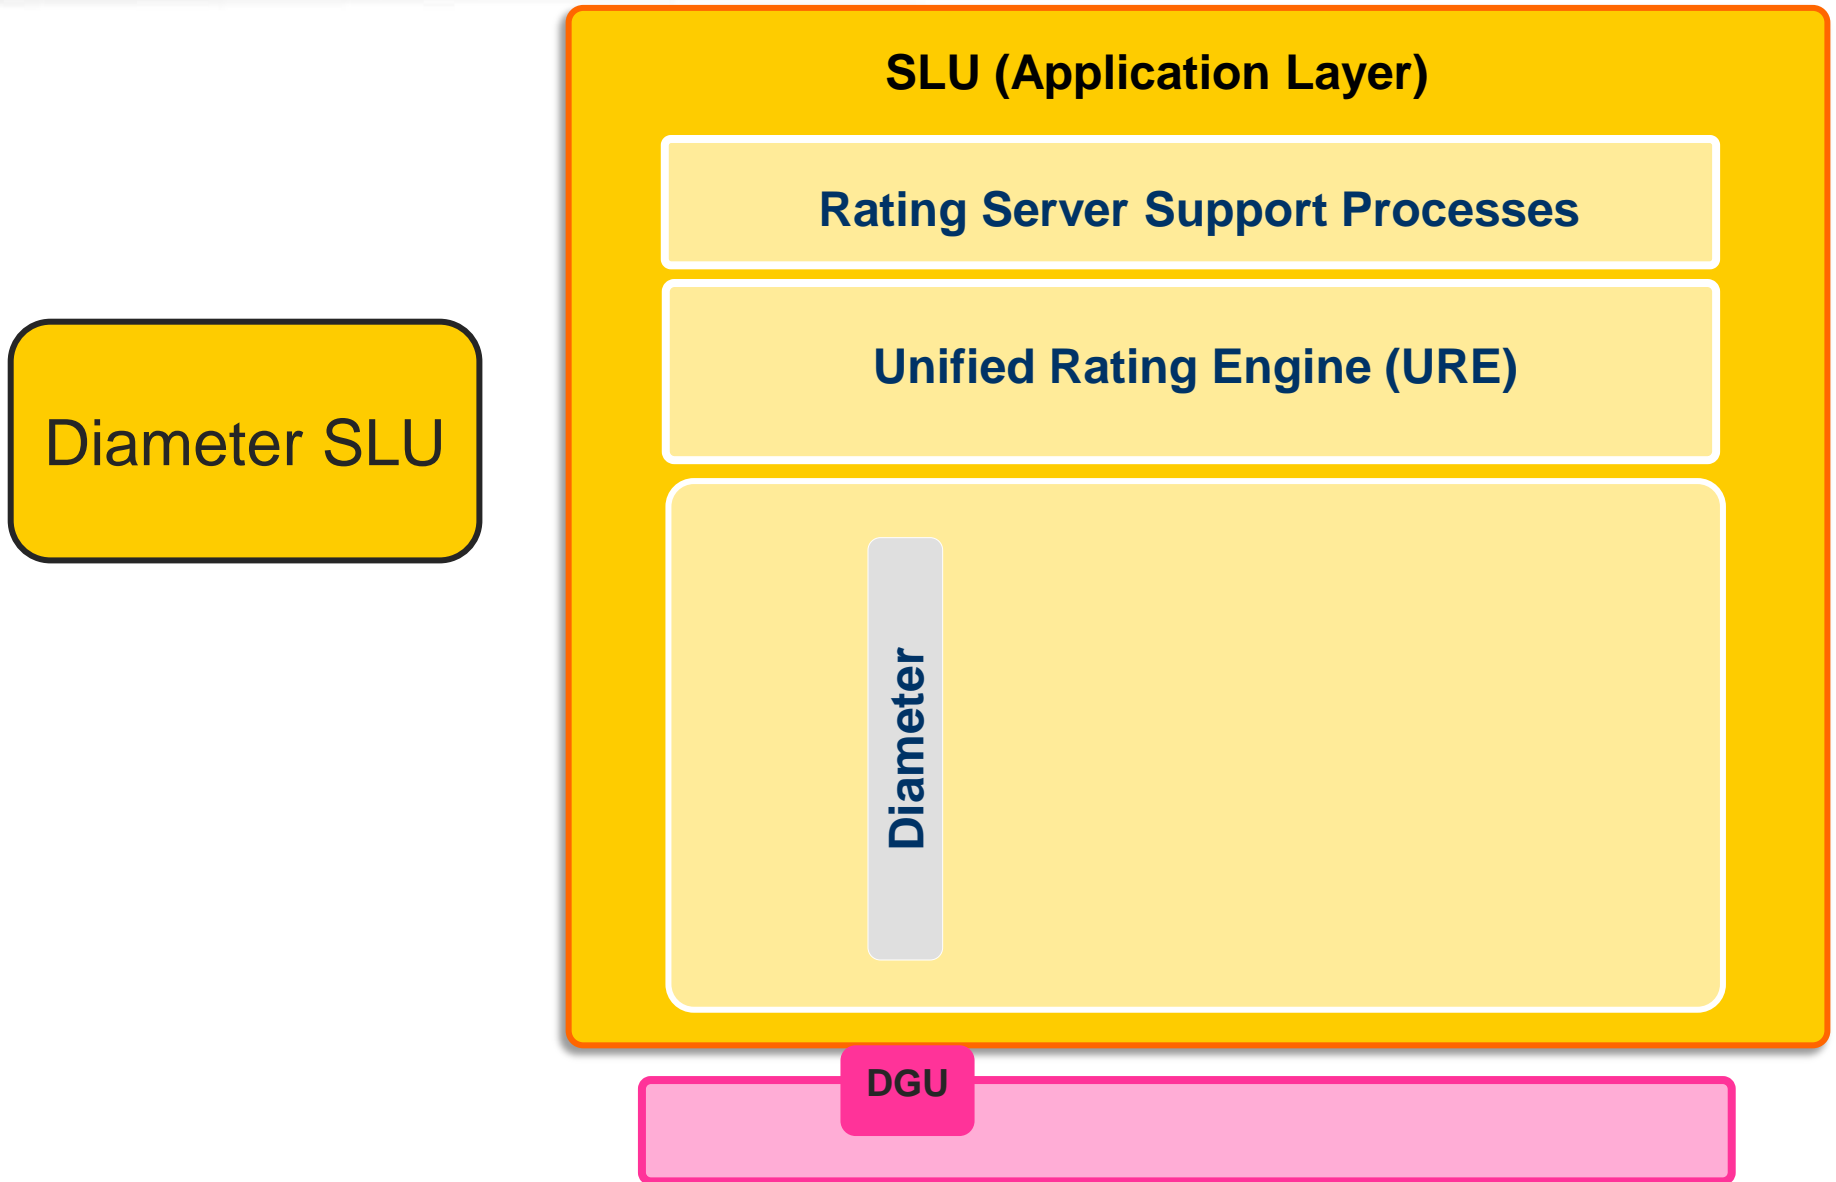 SLU (Application Layer)
Rating Server Support Processes
Unified Rating Engine (URE)
Diameter SLU
Diameter
DGU